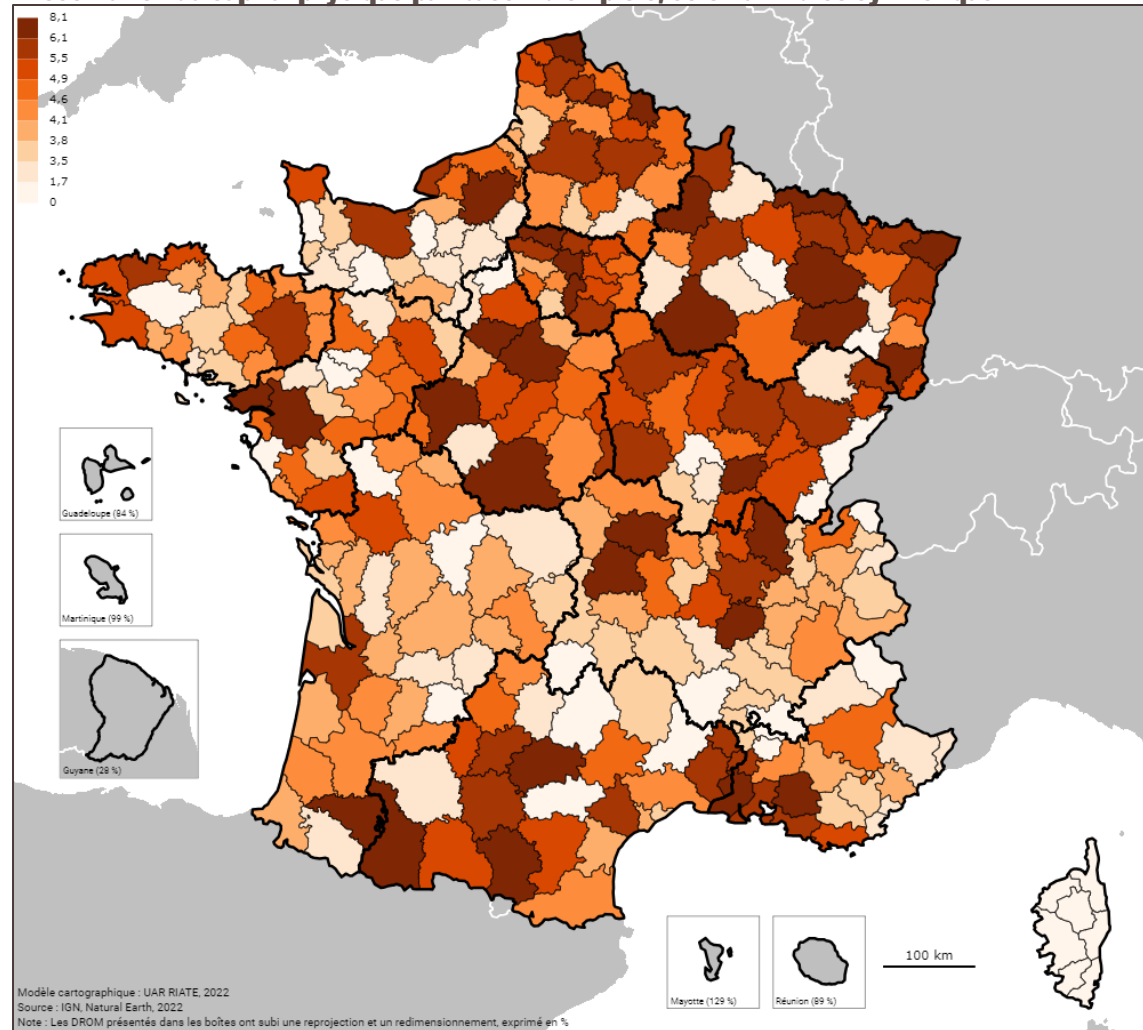 8,1
6,1
5,5
4,9
4,6
4,1
3,8
3,5
1,7
0
Guadeloupe (84 %)
Martinique (99 %)
Guyane (28 %)
Mayotte (129 %)
Réunion (89 %)
100 km
Modèle cartographique : UAR RIATE, 2022
Source : IGN, Natural Earth, 2022
Note : Les DROM présentés dans les boîtes ont subi une reprojection et un redimensionnement, exprimé en %